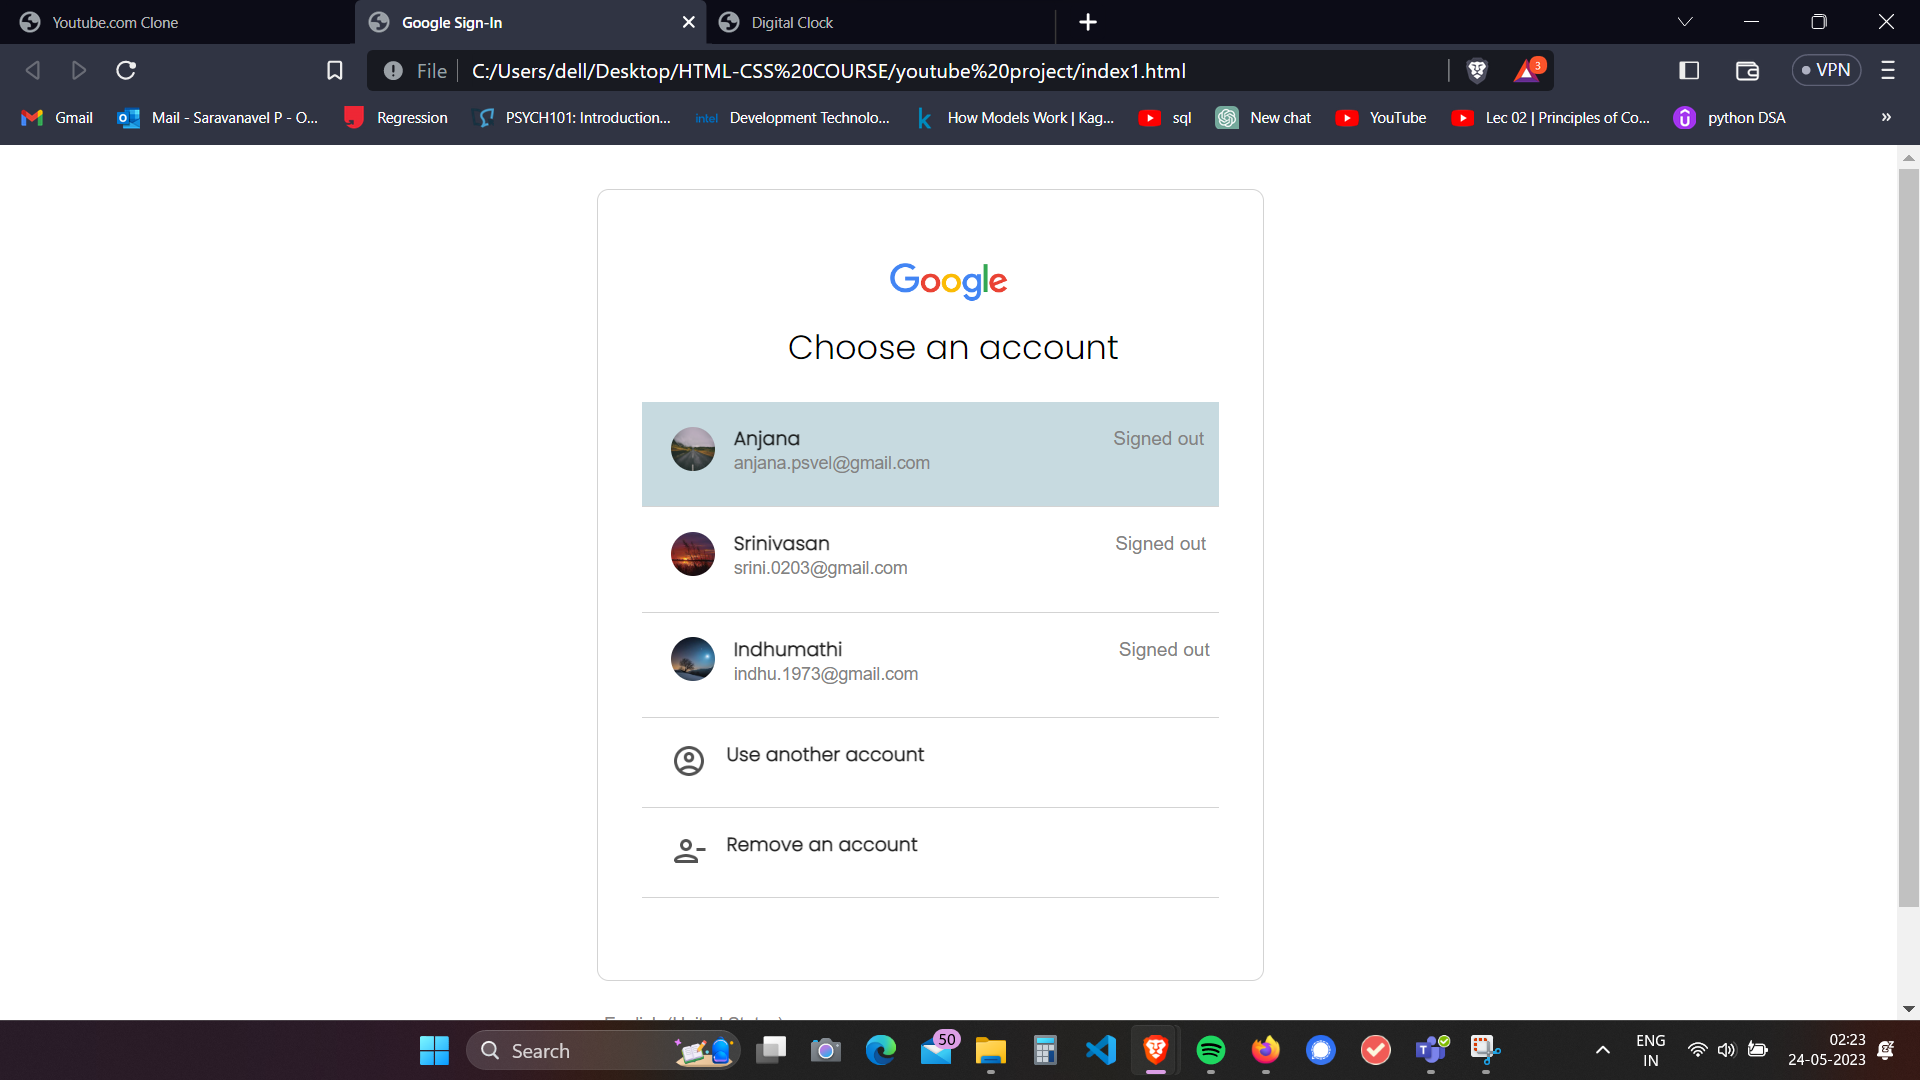 Youtube.com Clone
Google Sign-In
Digital Clock
File
C:/Users/dell/Desktop/HTML-CSS%20COURSE/youtube%20project/index1.html
3
VPN
Gmail
Mail - Saravanavel P - O...
Regression
PSYCH101: Introduction...
intel
Development Technolo...
k
How Models Work | Kag...
sql
New chat
YouTube
Lec 02 | Principles of Co...
python DSA
»
Google
Choose an account
Anjana
Signed out
anjana.psvel@gmail.com
Srinivasan
Signed out
srini.0203@gmail.com
Indhumathi
Signed out
indhu.1973@gmail.com
Use another account
Remove an account
English (United States)
Search
50
ENG
IN
02:23
24-05-2023